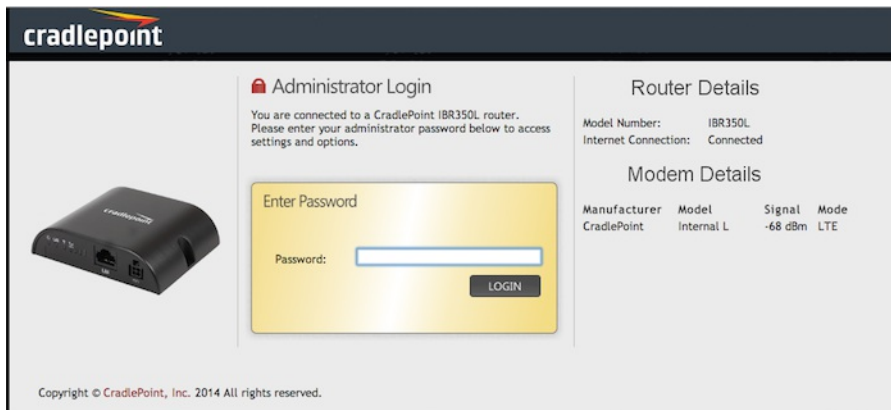 cradlepoint
Administrator Login
You are connected to a CradlePoint IBR350L router.
Please enter your administrator password below to access
settings and options.
Enter Password
Password:
LOGIN
Router Details
Model Number: IBR350L
Internet Connection: Connected
Modem Details
Manufacturer Model Signal Mode
CradlePoint Internal L -68 dBm LTE
cradlepoint
Copyright © CradlePoint, Inc. 2014 All rights reserved.